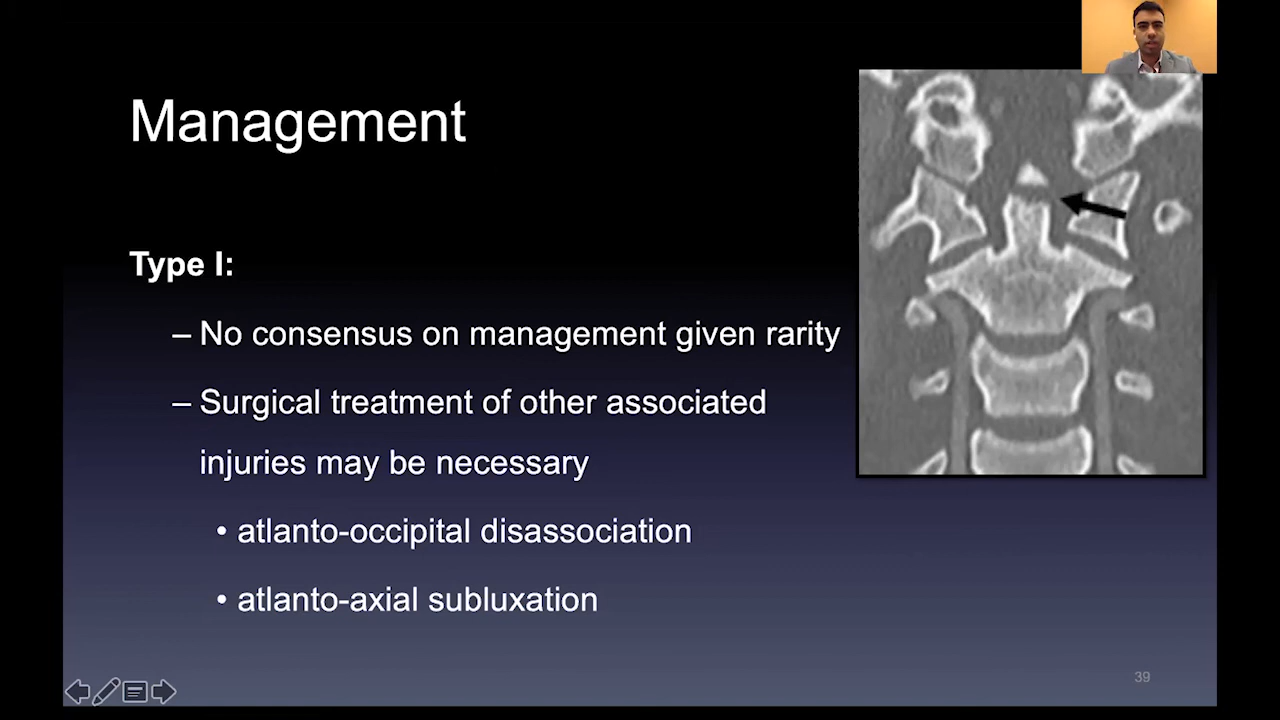 Management
Type I:
– No consensus on management given rarity
– Surgical treatment of other associated
injuries may be necessary
• atlanto-occipital disassociation
• atlanto-axial subluxation
39